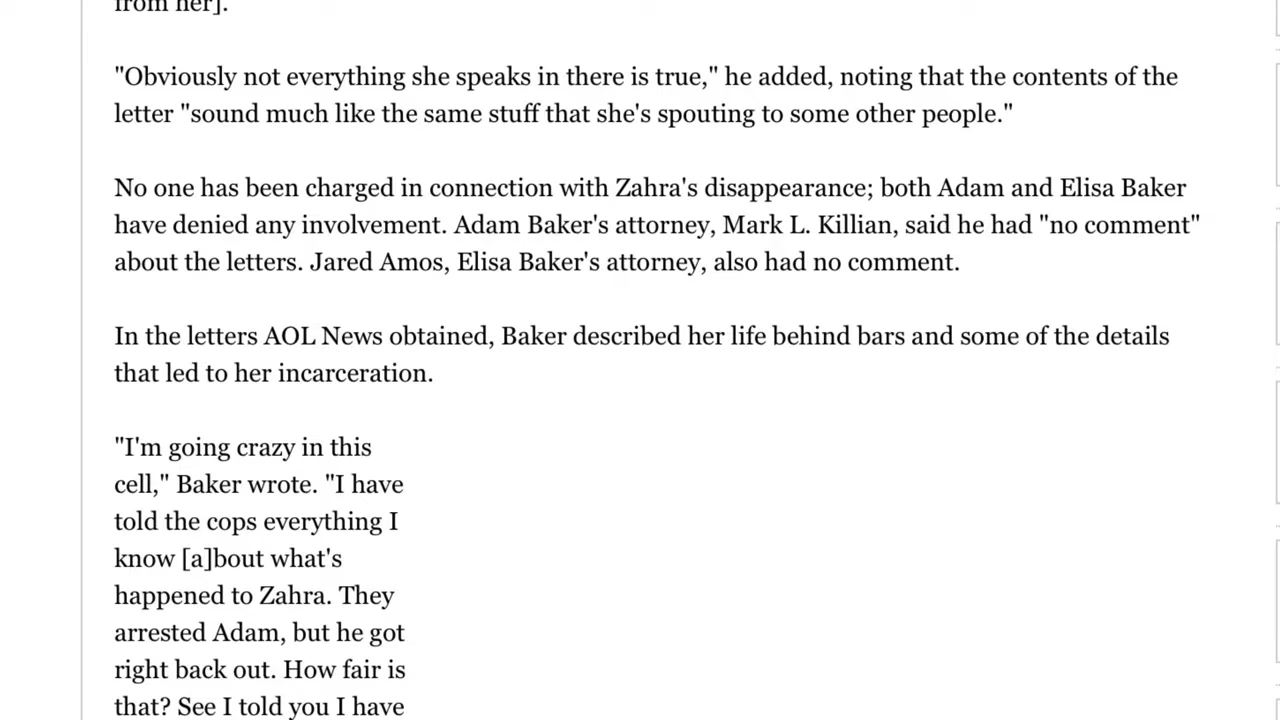 from her].
"Obviously not everything she speaks in there is true," he added, noting that the contents of the
letter "sound much like the same stuff that she's spouting to some other people."
No one has been charged in connection with Zahra's disappearance; both Adam and Elisa Baker
have denied any involvement. Adam Baker's attorney, Mark L. Killian, said he had "no comment"
about the letters. Jared Amos, Elisa Baker's attorney, also had no comment.
In the letters AOL News obtained, Baker described her life behind bars and some of the details
that led to her incarceration.
"I'm going crazy in this
cell," Baker wrote. "I have
told the cops everything I
know [a]bout what's
happened to Zahra. They
arrested Adam, but he got
right back out. How fair is
that? See I told you I have